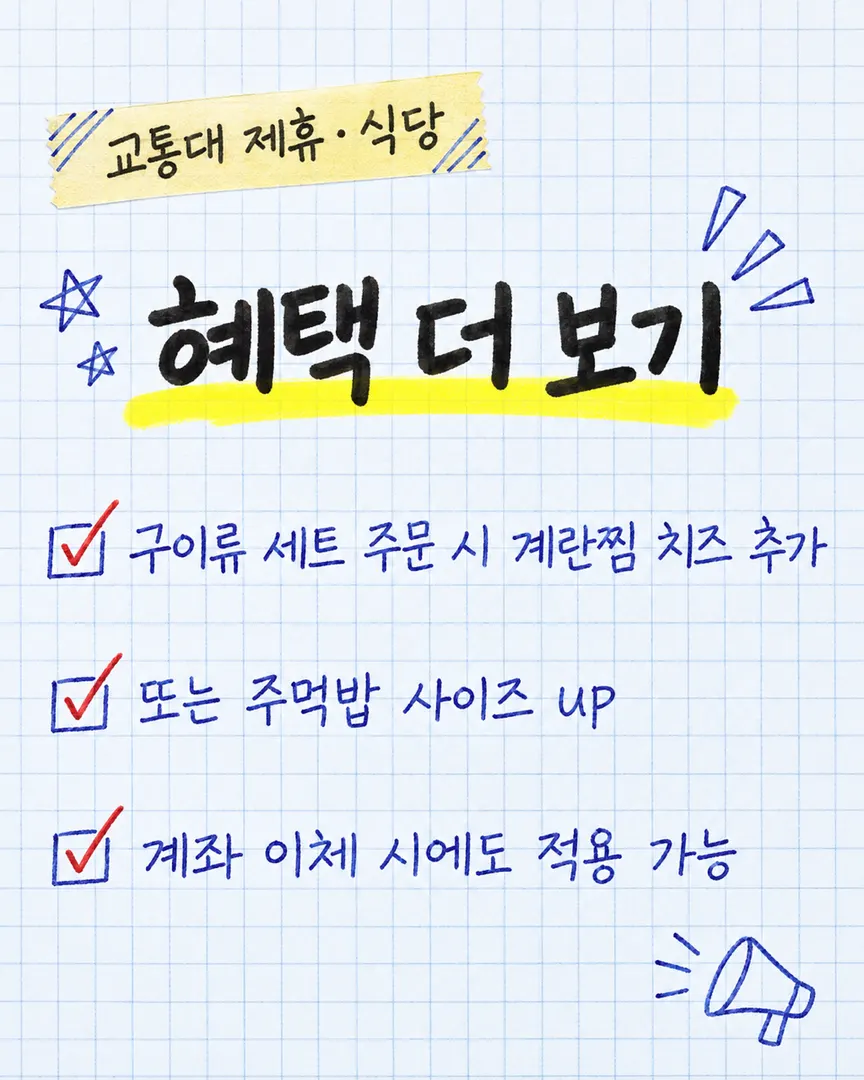 교통대 제휴·식당
혜택 더 보기
구이류 세트 주문 시 계란찜 치즈 추가
또는 주먹밥 사이즈 up
계좌 이체 시에도 적용 가능